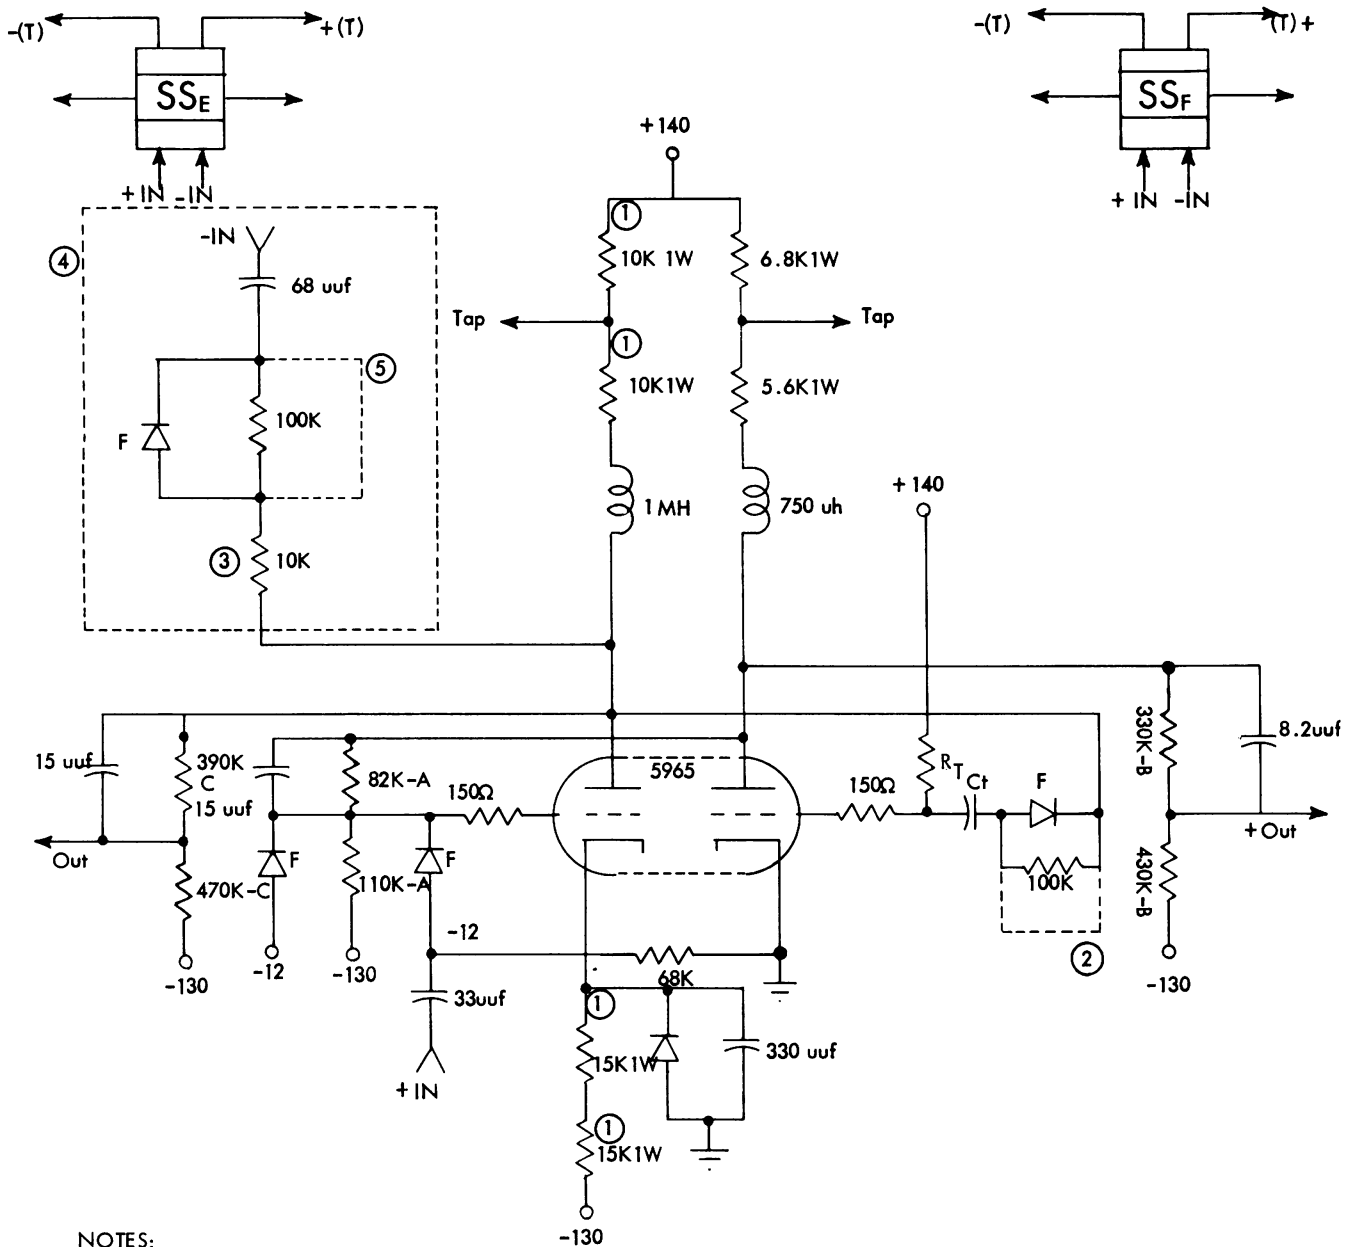 -(T)
+(T)
-(T)
(T)+
SSE
SSF
+IN -IN
+IN -IN
+140
-IN
①
④
10K 1W
6.8K1W
68 uuf
Tap
Tap
①
⑤
10K1W
5.6K1W
100K
F
+140
1MH
750 uh
③
10K
330K-B
8.2uuf
15 uuf
390K
C
15 uuf
82K-A
5965
RT
Ct
F
150Ω
150Ω
+Out
Out
F
F
470K-C
110K-A
100K
430K-B
-12
②
-130
-12
-130
68K
-130
33uuf
①
15K1W
330 uuf
+IN
①
15K1W
-130
NOTES: